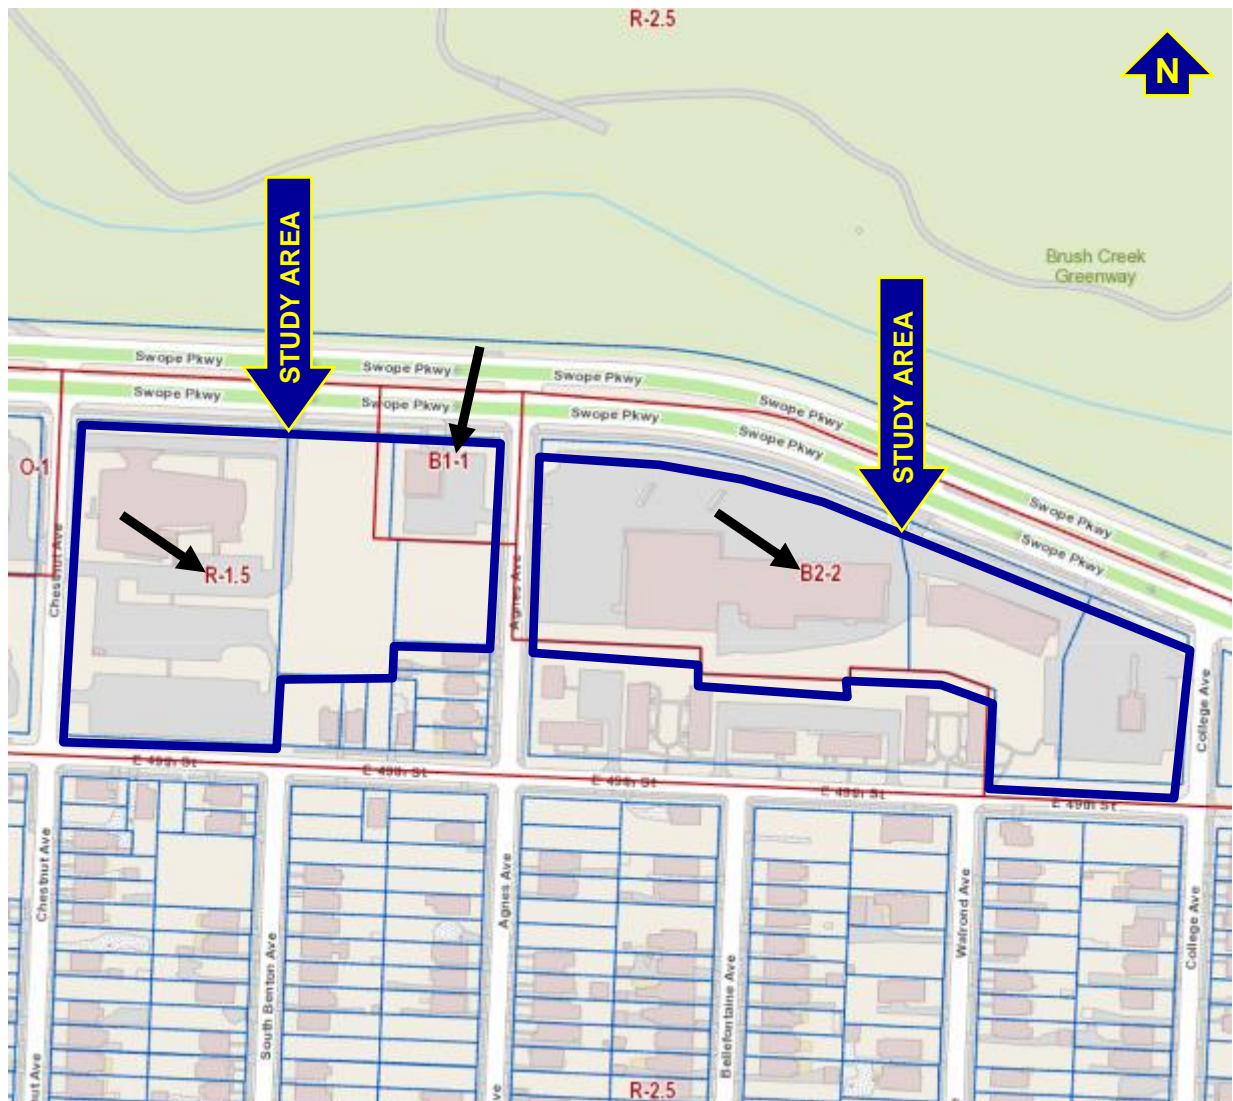 R-2.5
N
STUDY AREA
Brush Creek
Greenway
STUDY AREA
Swope Pkwy
Swope Pkwy
Swope Pkwy
Swope Pkwy
Swope Pkwy
Swope Pkwy
Swope Pkwy
Swope Pkwy
Swope Pkwy
Swope Pkwy
O-1
B1-1
R-1.5
B2-2
Chestnut Ave
Agnes Ave
College Ave
E 49th St
E 49th St
E 49th St
E 49th St
E 49th St
Chestnut Ave
South Benton Ave
Agnes Ave
Bellefontaine Ave
Walrond Ave
College Ave
nut Ave
ve
R-2.5